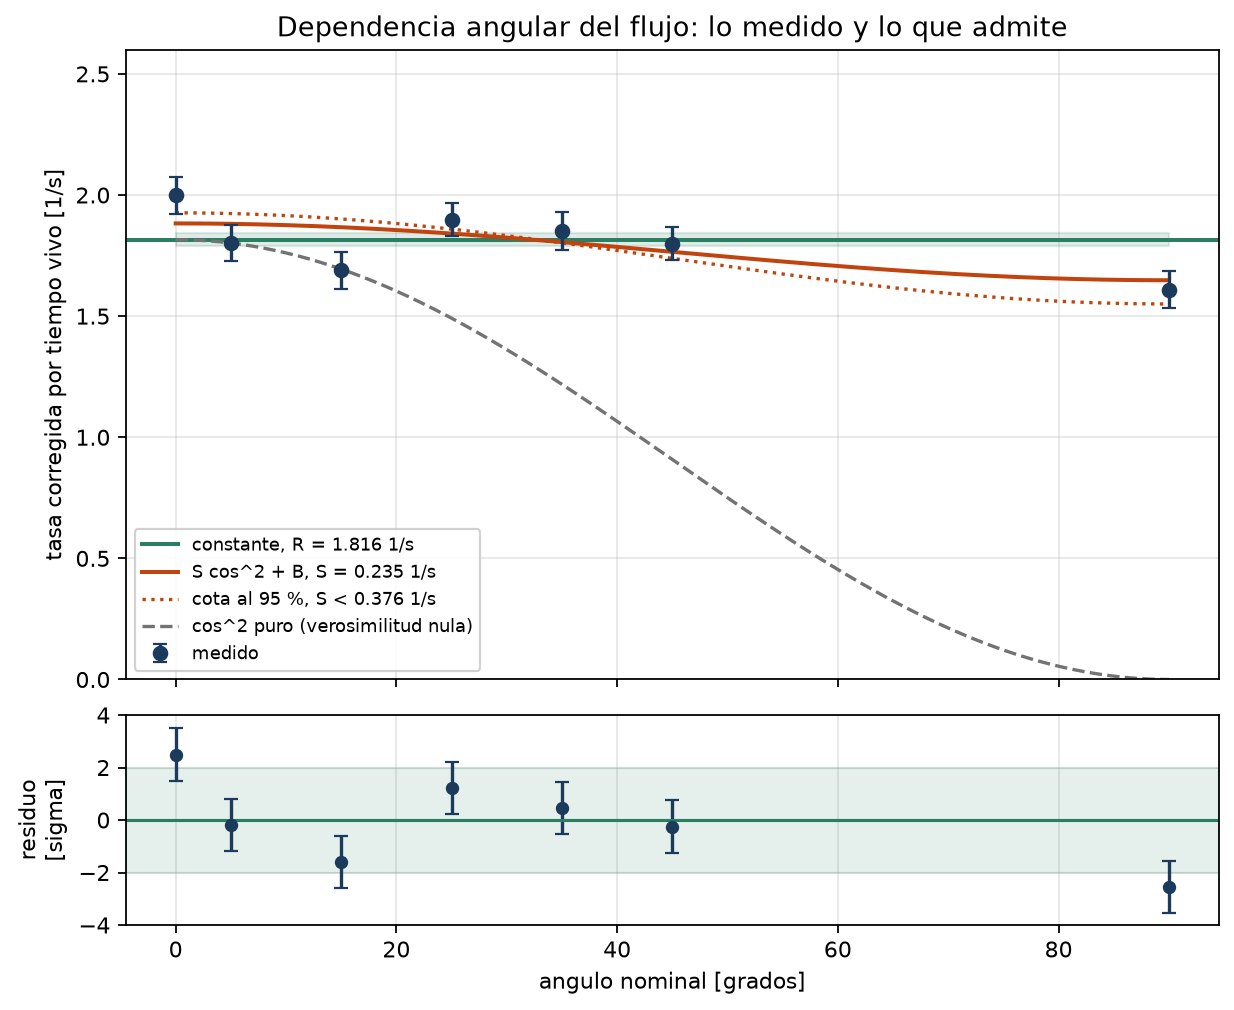 Dependencia angular del flujo: lo medido y lo que admite
tasa corregida por tiempo vivo [1/s]
2.5
2.0
1.5
1.0
0.5
0.0
constante, R = 1.816 1/s
S cos^2 + B, S = 0.235 1/s
cota al 95 %, S < 0.376 1/s
cos^2 puro (verosimilitud nula)
medido
residuo
[sigma]
4
2
0
−2
−4
0
20
40
60
80
angulo nominal [grados]